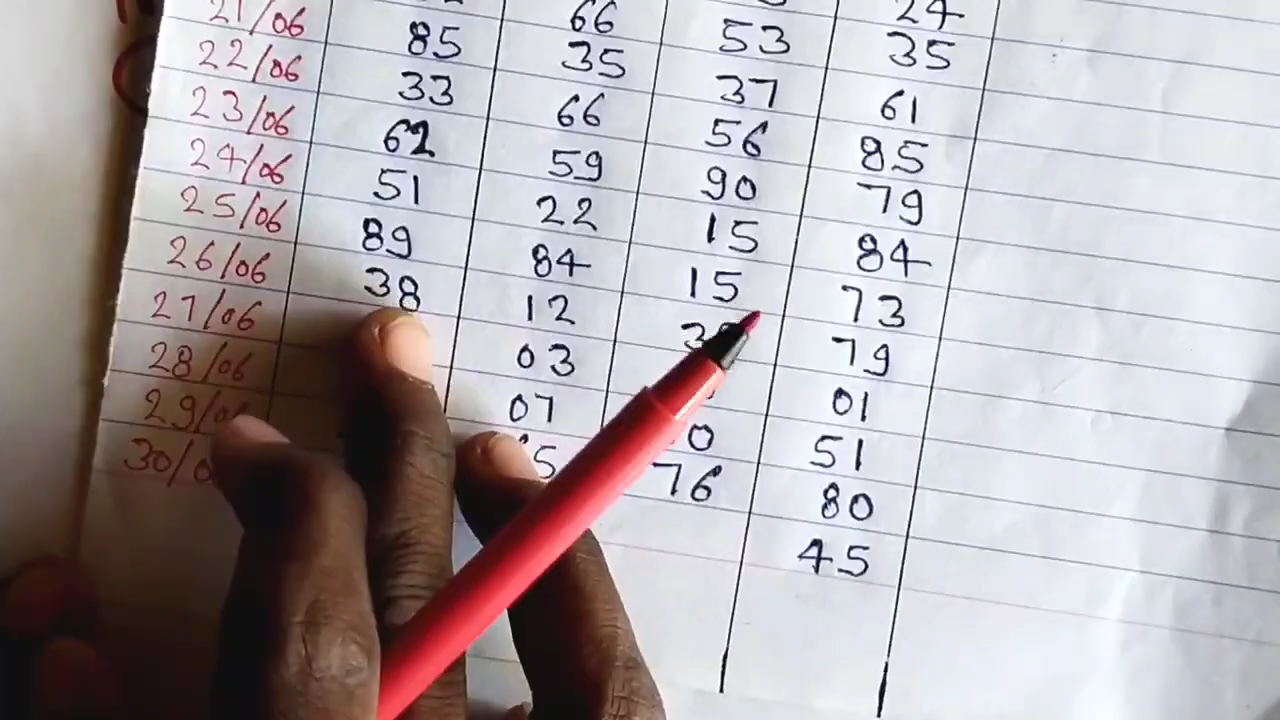 24
66 53 35
21/06 85 35 37 61
22/06 33 66 56 85
23/06 62 59 90 79
24/06 51 22 15 84
25/06 89 84 15 73
26/06 38 12 79
27/06 03 01
28/06 07 51
76 80
45